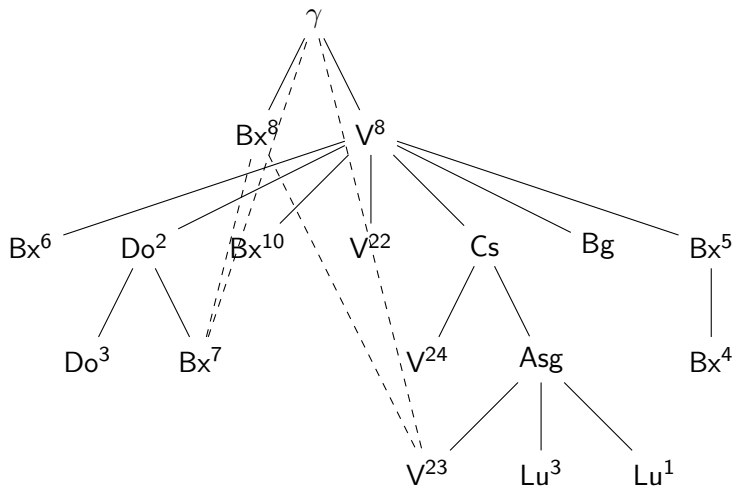 γ
Bx⁸ V⁸
Bx⁶ Do² Bx¹⁰ V²² Cs Bg Bx⁵
Do³ Bx⁷ V²⁴ Asg Bx⁴
V²³ Lu³ Lu¹